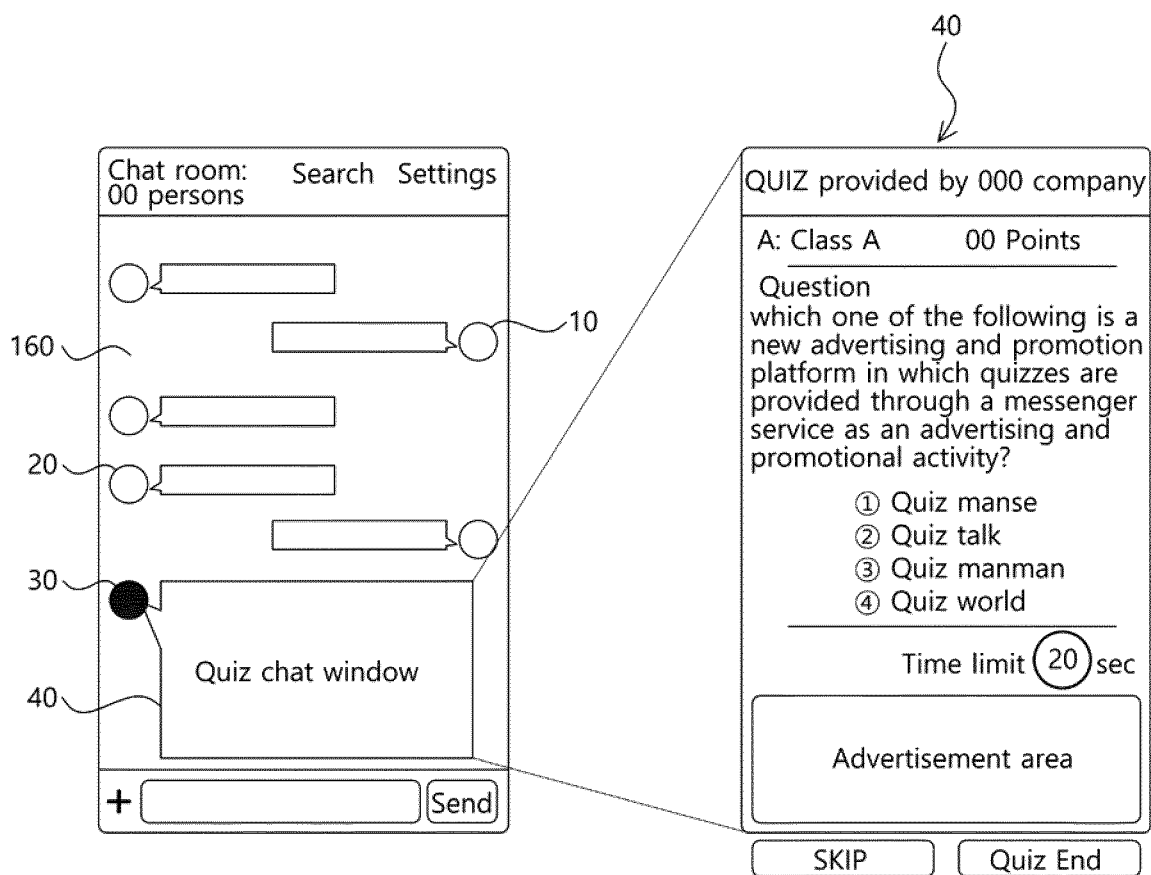 40
Chat room:
00 persons
Search
Settings
10
160
20
30
Quiz chat window
40
+
Send
QUIZ provided by 000 company
A: Class A
00 Points
Question
which one of the following is a
new advertising and promotion
platform in which quizzes are
provided through a messenger
service as an advertising and
promotional activity?
① Quiz manse
② Quiz talk
③ Quiz manman
④ Quiz world
Time limit 20 sec
Advertisement area
SKIP
Quiz End